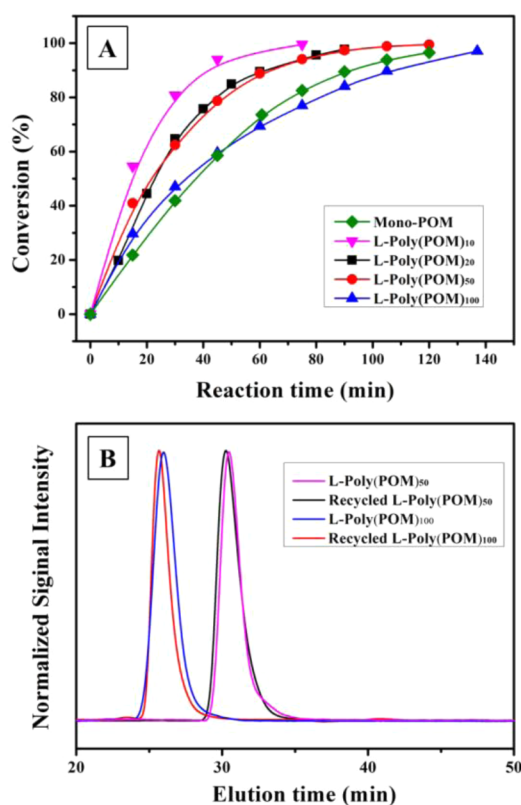 A
Conversion (%)
100
80
60
40
20
0
Mono-POM
L-Poly(POM)10
L-Poly(POM)20
L-Poly(POM)50
L-Poly(POM)100
0 20 40 60 80 100 120 140
Reaction time (min)
B
Normalized Siginal Intensity
L-Poly(POM)50
Recycled L-Poly(POM)50
L-Poly(POM)100
Recycled L-Poly(POM)100
20 30 40 50
Elution time (min)